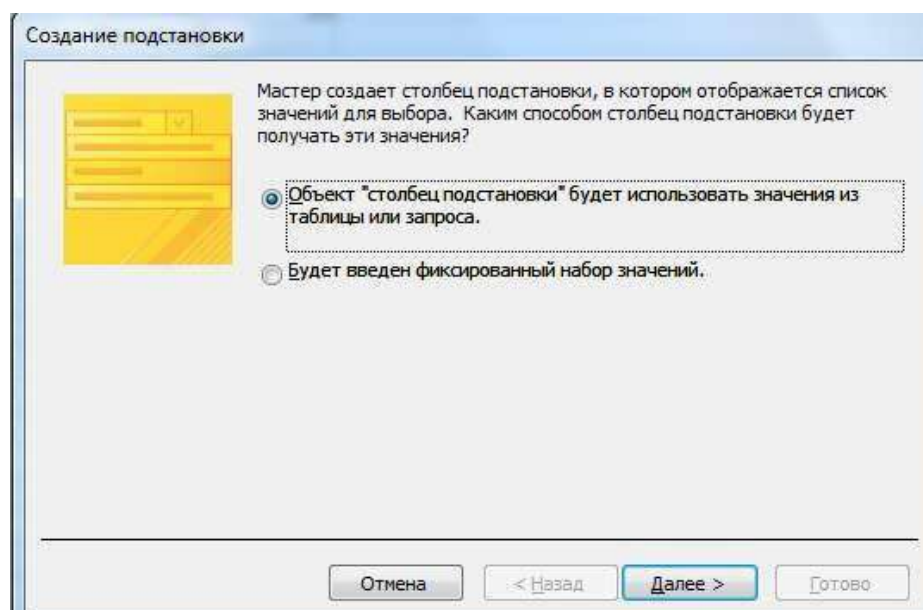 Создание подстановки
Мастер создает столбец подстановки, в котором отображается список
значений для выбора. Каким способом столбец подстановки будет
получать эти значения?
Объект "столбец подстановки" будет использовать значения из
таблицы или запроса.
Будет введен фиксированный набор значений.
Отмена
< Назад
Далее >
Готово